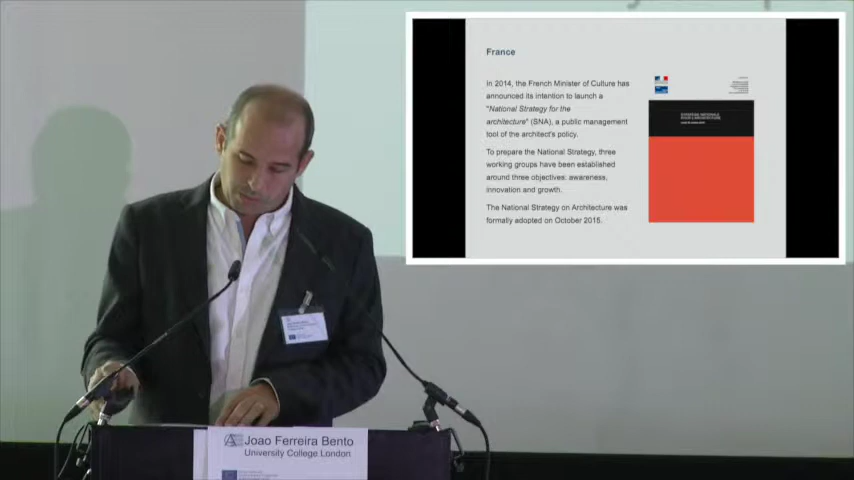 France
In 2014, the French Minister of Culture has
announced its intention to launch a
"National Strategy for the
architecture" (SNA), a public management
tool of the architect's policy.
To prepare the National Strategy, three
working groups have been established
around three objectives: awareness,
innovation and growth.
The National Strategy on Architecture was
formally adopted on October 2015.
Joao Ferreira Bento
University College London